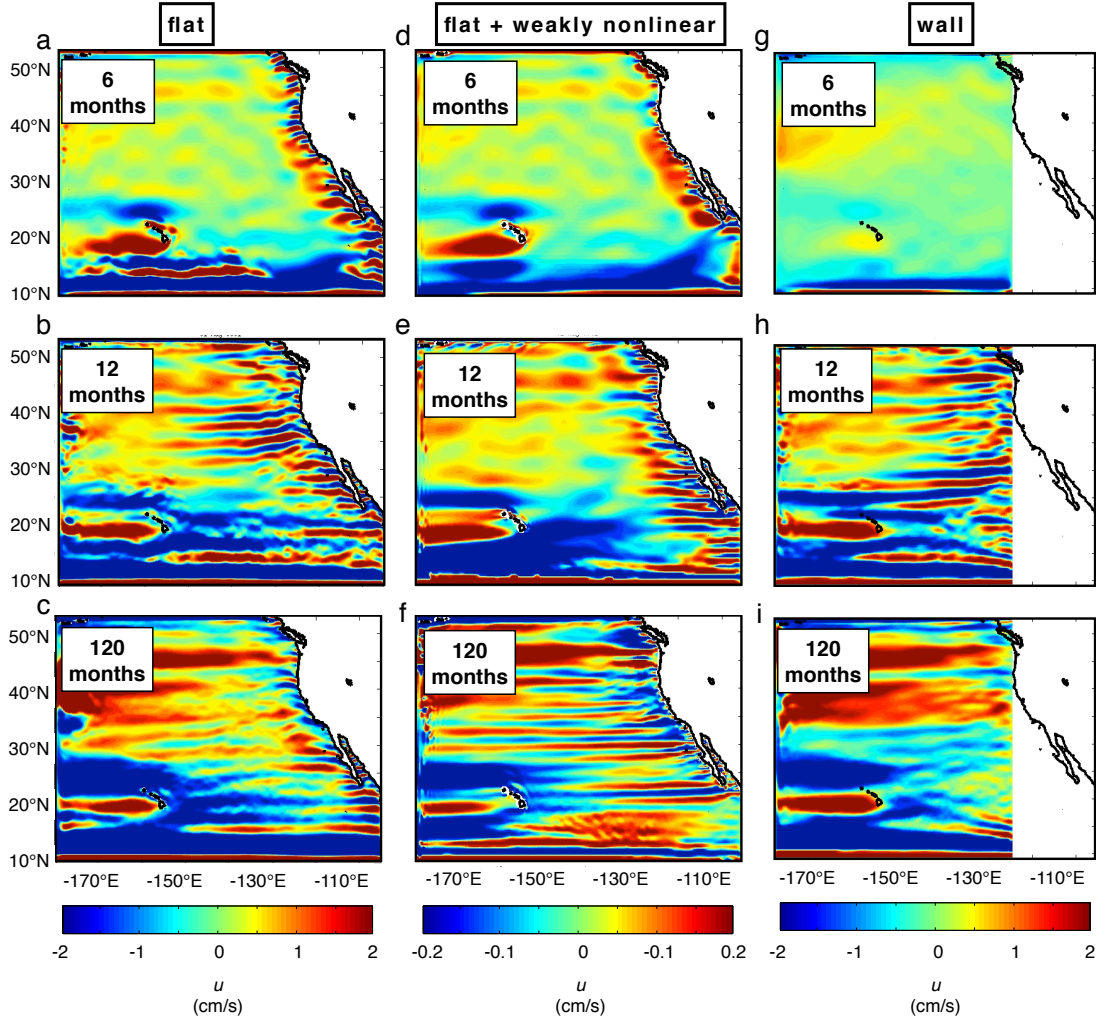 flat
flat + weakly nonlinear
wall
a
d
g
6
months
6
months
6
months
50°N
40°N
30°N
20°N
10°N
b
e
h
12
months
12
months
12
months
50°N
40°N
30°N
20°N
10°N
c
f
i
120
months
120
months
120
months
50°N
40°N
30°N
20°N
10°N
-170°E -150°E -130°E -110°E
-170°E -150°E -130°E -110°E
-170°E -150°E -130°E -110°E
-2 -1 0 1 2
-0.2 -0.1 0 -0.1 0.2
-2 -1 0 1 2
u
(cm/s)
u
(cm/s)
u
(cm/s)